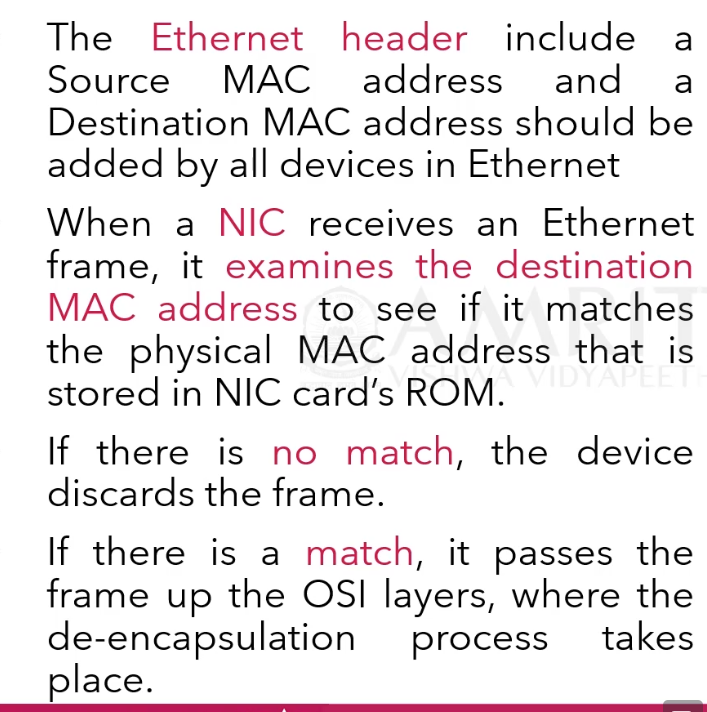 The Ethernet header include a
Source MAC address and a
Destination MAC address should be
added by all devices in Ethernet
When a NIC receives an Ethernet
frame, it examines the destination
MAC address to see if it matches
the physical MAC address that is
stored in NIC card's ROM.
If there is no match, the device
discards the frame.
If there is a match, it passes the
frame up the OSI layers, where the
de-encapsulation process takes
place.
AMRIT
VISHWA VIDYAPEET